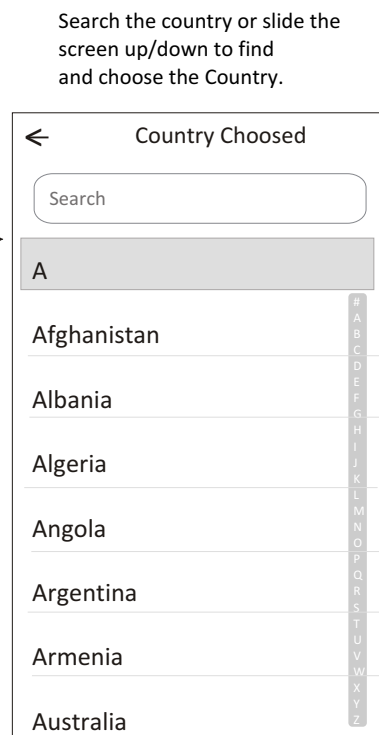 Search the country or slide the
screen up/down to find
and choose the Country.
Country Choosed
Search
A
Afghanistan
Albania
Algeria
Angola
Argentina
Armenia
Australia
#
A
B
C
D
E
F
G
H
I
J
K
L
M
N
O
P
Q
R
S
T
U
V
W
X
Y
Z